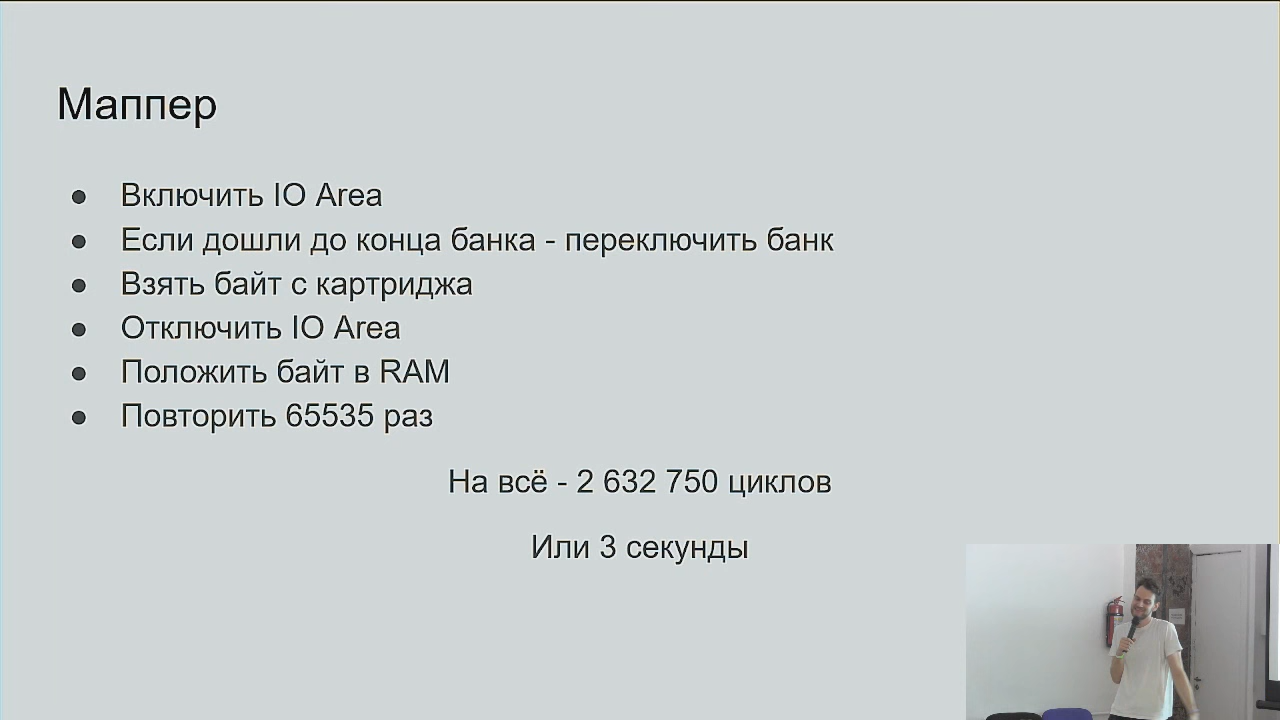 Маппер
● Включить IO Area
● Если дошли до конца банка - переключить банк
● Взять байт с картриджа
● Отключить IO Area
● Положить байт в RAM
● Повторить 65535 раз
На всё - 2 632 750 циклов
Или 3 секунды